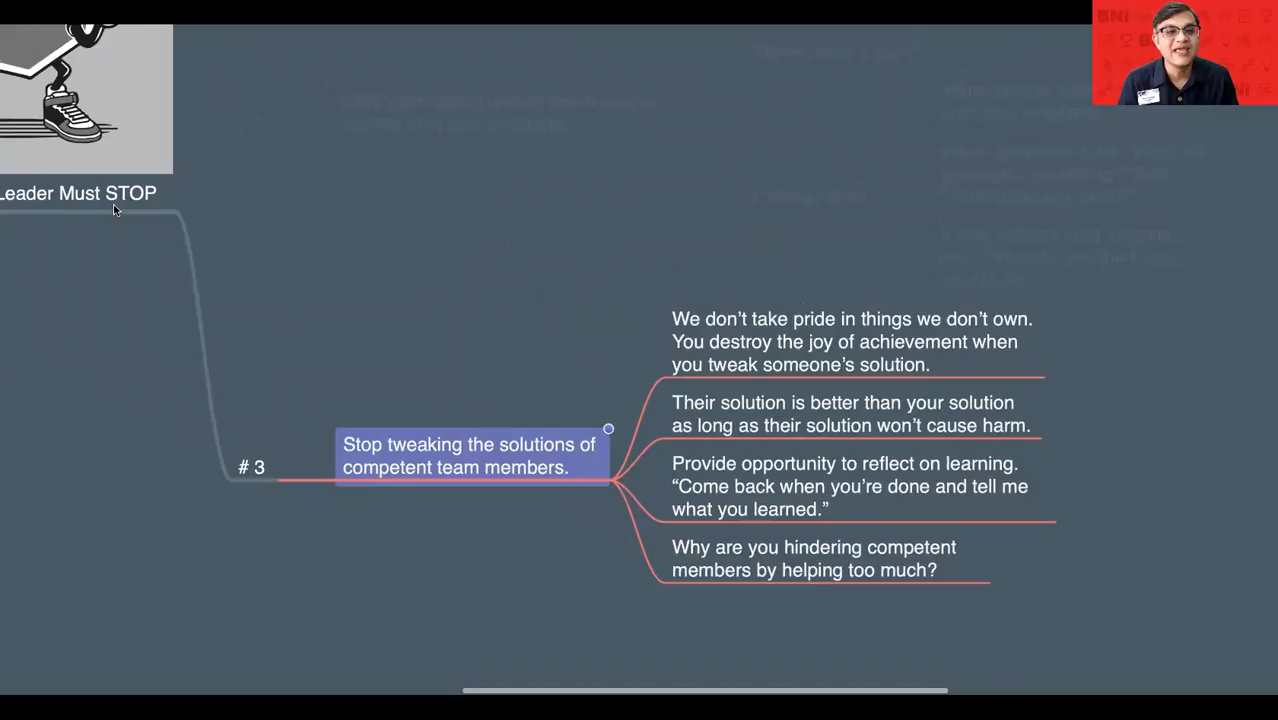 BNI
Leader Must STOP
# 3
Stop tweaking the solutions of
competent team members.
We don’t take pride in things we don’t own.
You destroy the joy of achievement when
you tweak someone’s solution.
Their solution is better than your solution
as long as their solution won’t cause harm.
Provide opportunity to reflect on learning.
“Come back when you’re done and tell me
what you learned.”
Why are you hindering competent
members by helping too much?